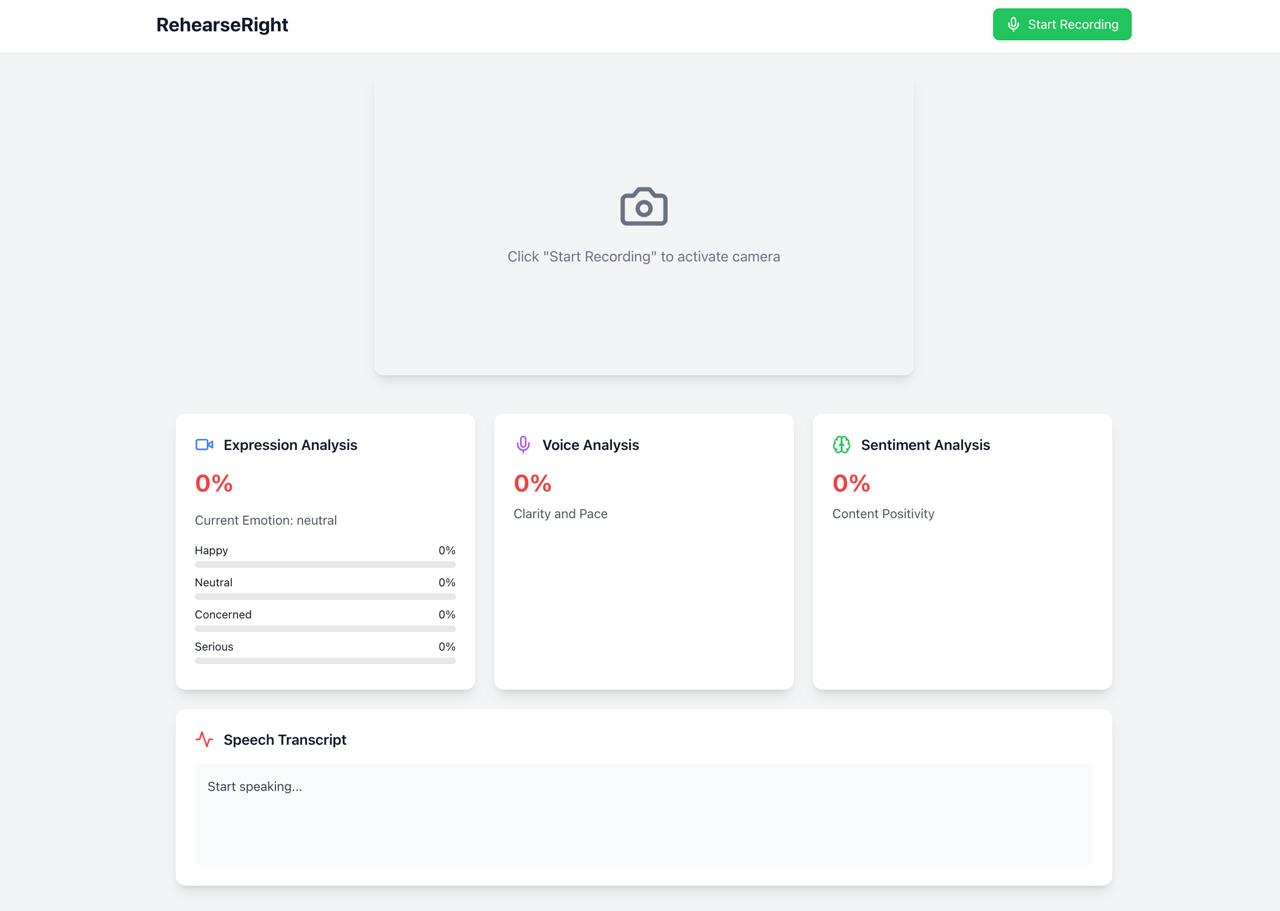 RehearseRight
Start Recording
Click "Start Recording" to activate camera
Expression Analysis
0%
Current Emotion: neutral
Happy 0%
Neutral 0%
Concerned 0%
Serious 0%
Voice Analysis
0%
Clarity and Pace
Sentiment Analysis
0%
Content Positivity
Speech Transcript
Start speaking...